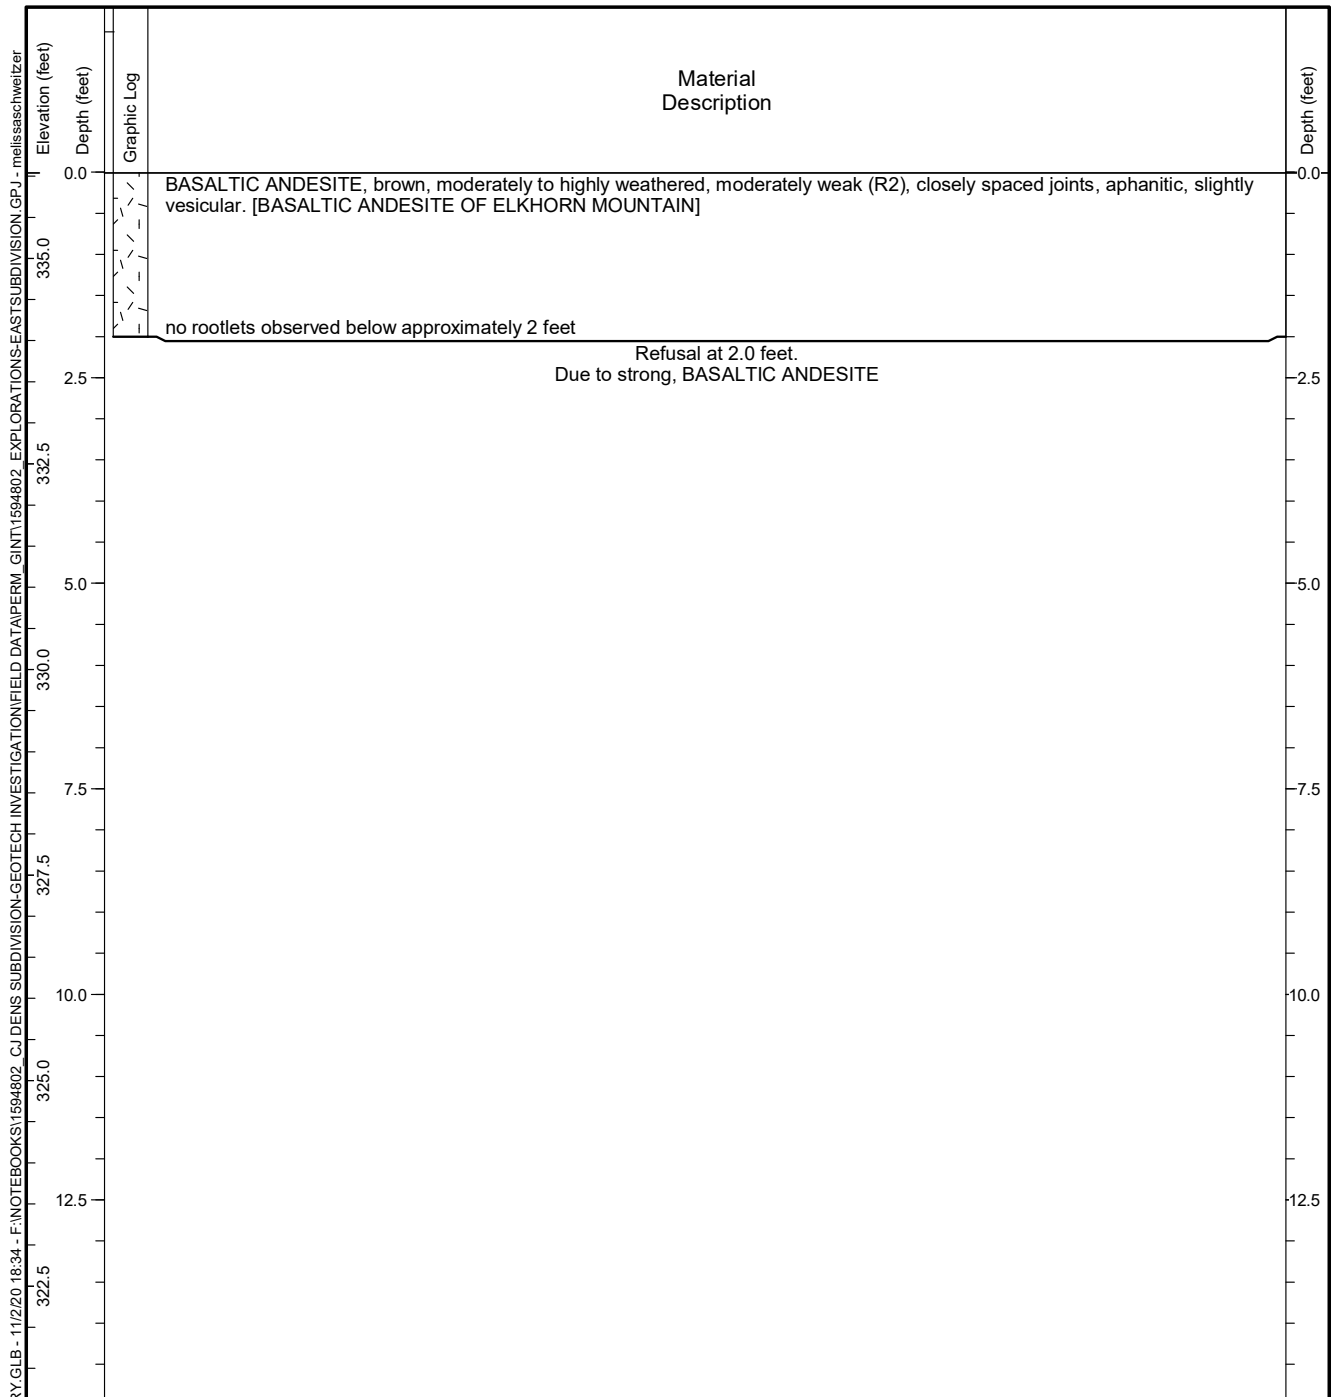 RY.GLB - 11/2/20 18:34 - F:\NOTEBOOKS\1594802_CJ DENS SUBDIVISION-GEOTECH INVESTIGATION\FIELD DATA\PERM_GINT\1594802_EXPLORATIONS-EASTSUBDIVISION.GPJ - melissaschweitzer
Elevation (feet)
Depth (feet)
Graphic Log
Material
Description
Depth (feet)
0.0
0.0
BASALTIC ANDESITE, brown, moderately to highly weathered, moderately weak (R2), closely spaced joints, aphanitic, slightly
vesicular. [BASALTIC ANDESITE OF ELKHORN MOUNTAIN]
335.0
no rootlets observed below approximately 2 feet
Refusal at 2.0 feet.
Due to strong, BASALTIC ANDESITE
2.5
2.5
332.5
5.0
5.0
330.0
7.5
7.5
327.5
10.0
10.0
325.0
12.5
12.5
322.5